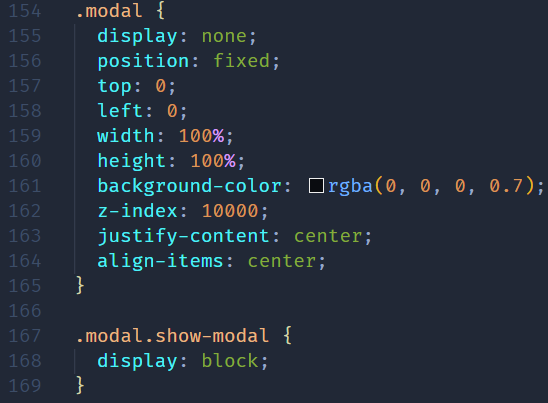 154 .modal {
155   display: none;
156   position: fixed;
157   top: 0;
158   left: 0;
159   width: 100%;
160   height: 100%;
161   background-color: rgba(0, 0, 0, 0.7);
162   z-index: 10000;
163   justify-content: center;
164   align-items: center;
165 }
166
167 .modal.show-modal {
168   display: block;
169 }